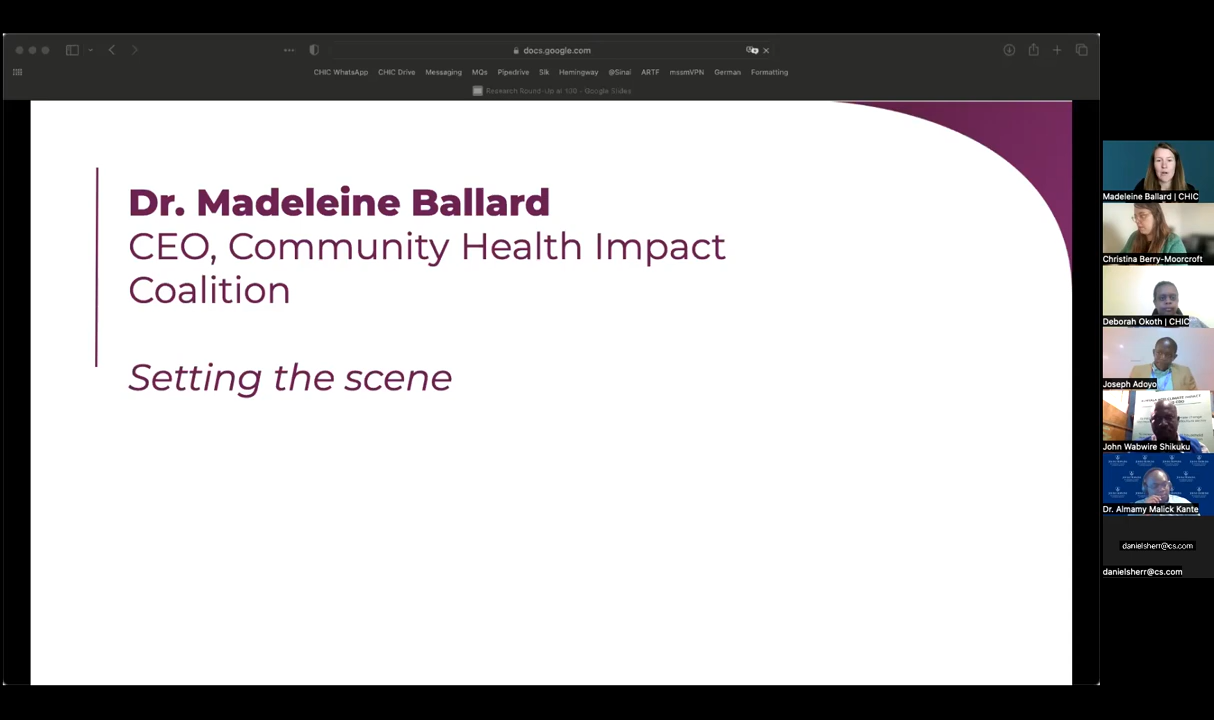 docs.google.com
CHIC WhatsApp CHIC Drive Messaging MQs Pipedrive Slk Hemingway @Sinai ARTF mssmVPN German Formatting
Research Round-Up at 100 - Google Slides
Dr. Madeleine Ballard
CEO, Community Health Impact
Coalition
Setting the scene
Madeleine Ballard | CHIC
Christina Berry-Moorcroft
Deborah Okoth | CHIC
Joseph Adoyo
John Wabwire Shikuku
Dr. Almamy Malick Kante
danielsherr@cs.com
danielsherr@cs.com